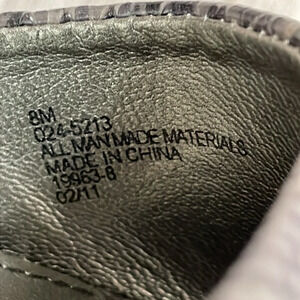 8M
024-5213
ALL MAN MADE MATERIALS
MADE IN CHINA
19963-8
02/11